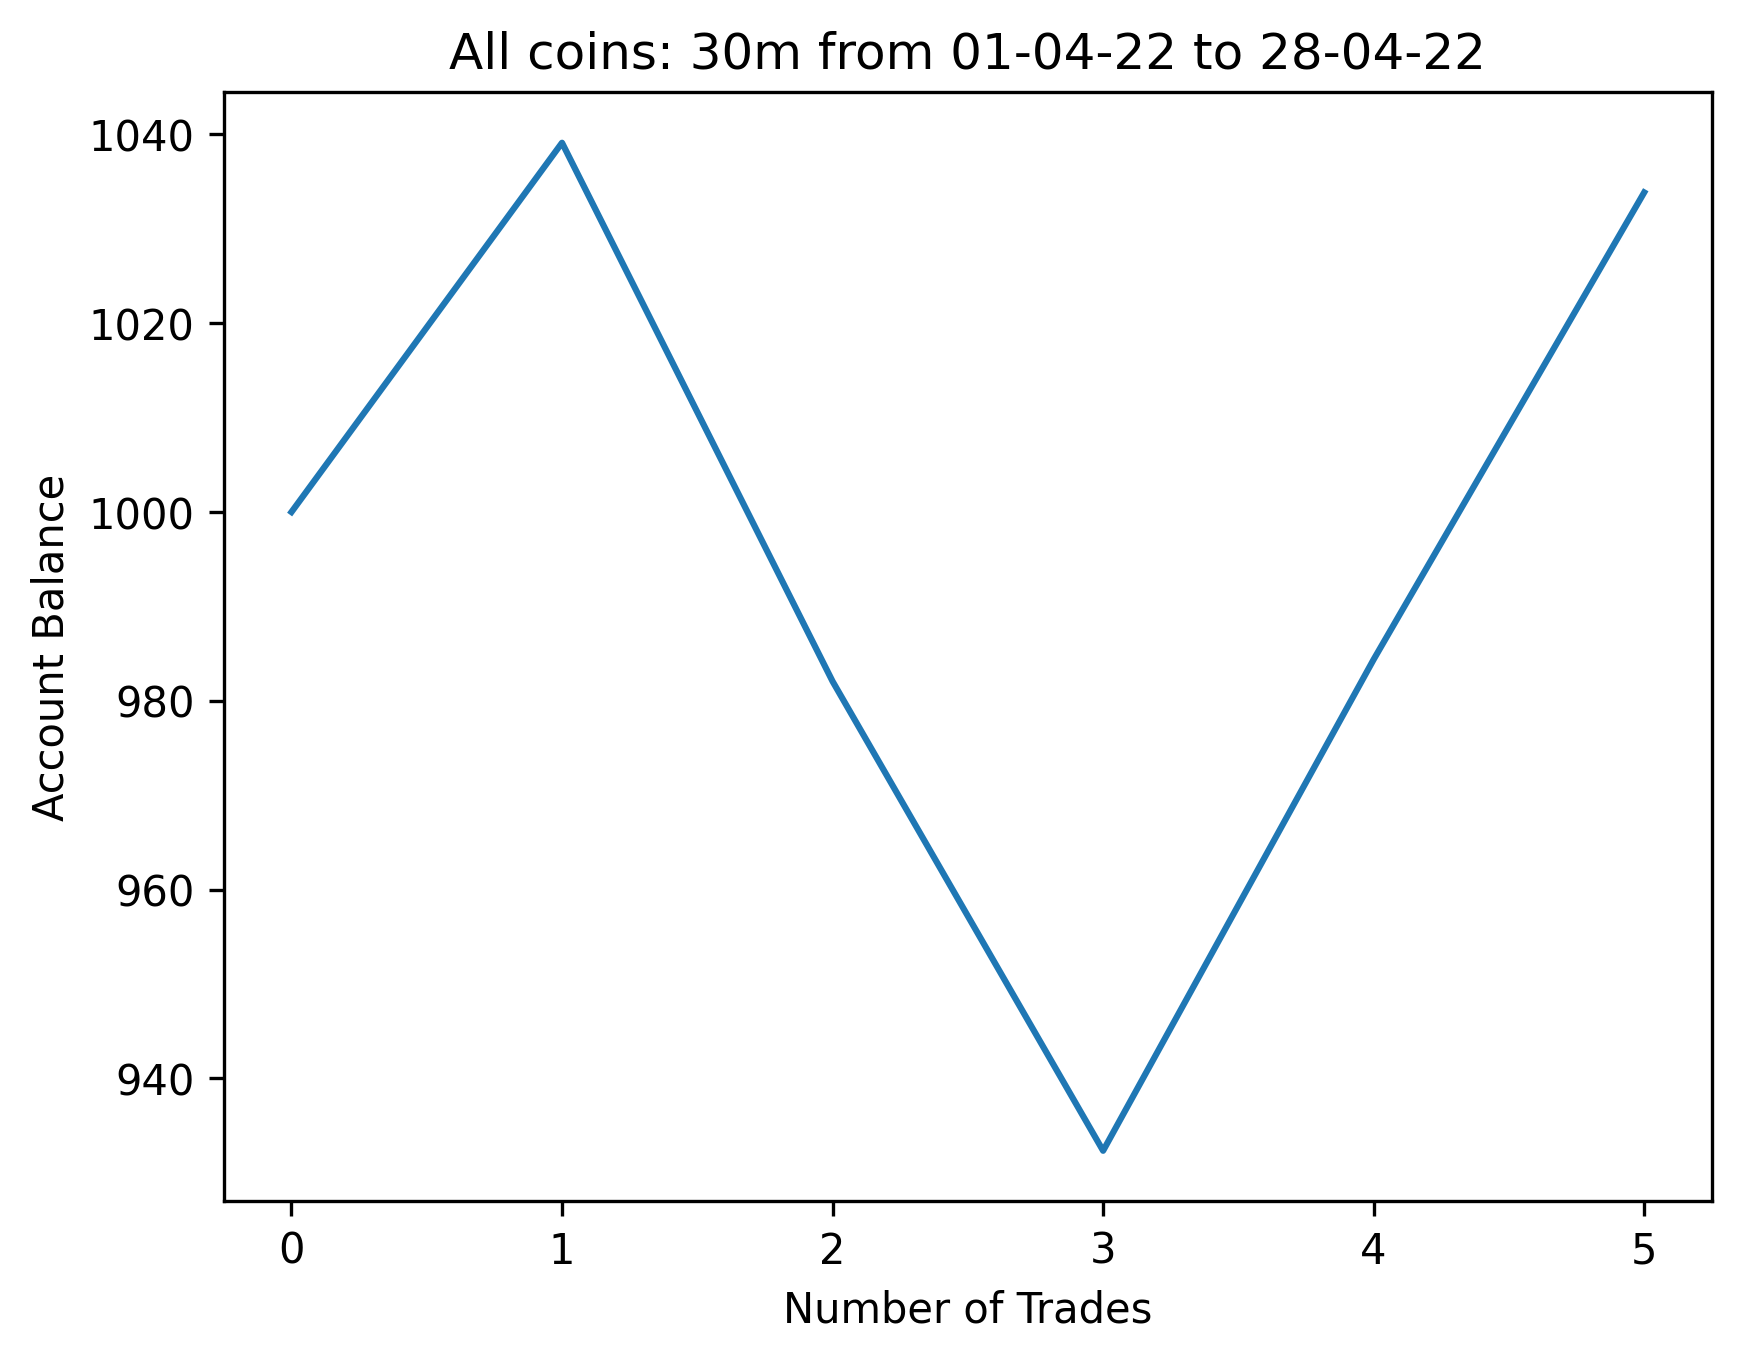 All coins: 30m from 01-04-22 to 28-04-22
1040
1020
1000
980
960
940
Account Balance
0 1 2 3 4 5
Number of Trades